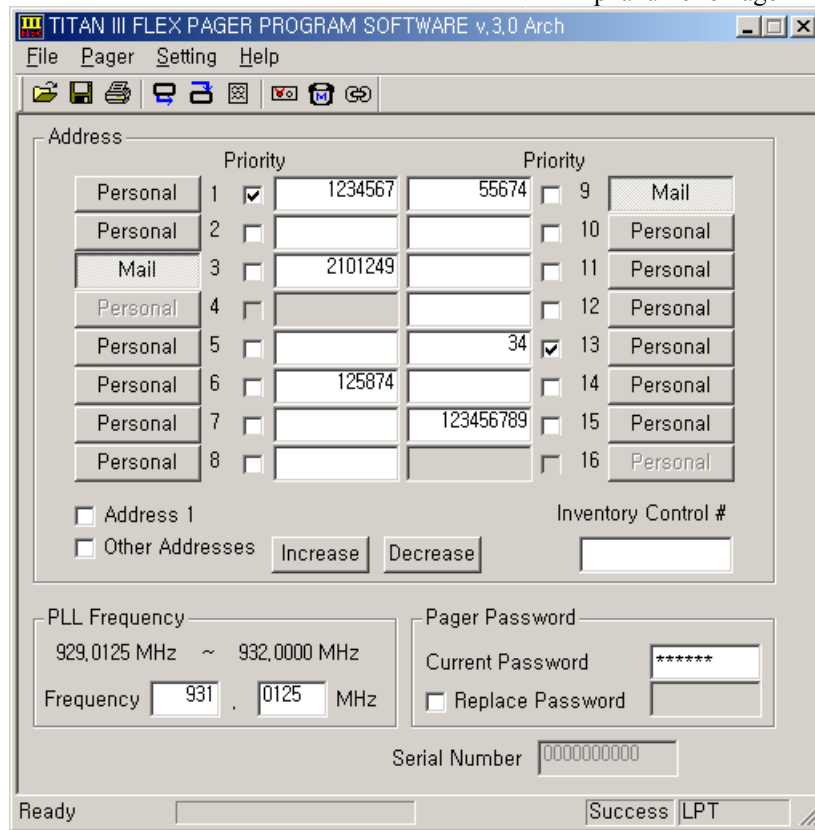 TITAN III FLEX PAGER PROGRAM SOFTWARE v,3,0 Arch
File Pager Setting Help
Address
Priority Priority
Personal 1 1234567 55674 9 Mail
Personal 2 10 Personal
Mail 3 2101249 11 Personal
Personal 4 12 Personal
Personal 5 34 13 Personal
Personal 6 125874 14 Personal
Personal 7 123456789 15 Personal
Personal 8 16 Personal
Address 1 Inventory Control #
Other Addresses Increase Decrease
PLL Frequency Pager Password
929,0125 MHz ~ 932,0000 MHz
Current Password ******
Frequency 931 . 0125 MHz Replace Password
Serial Number 0000000000
Ready Success LPT